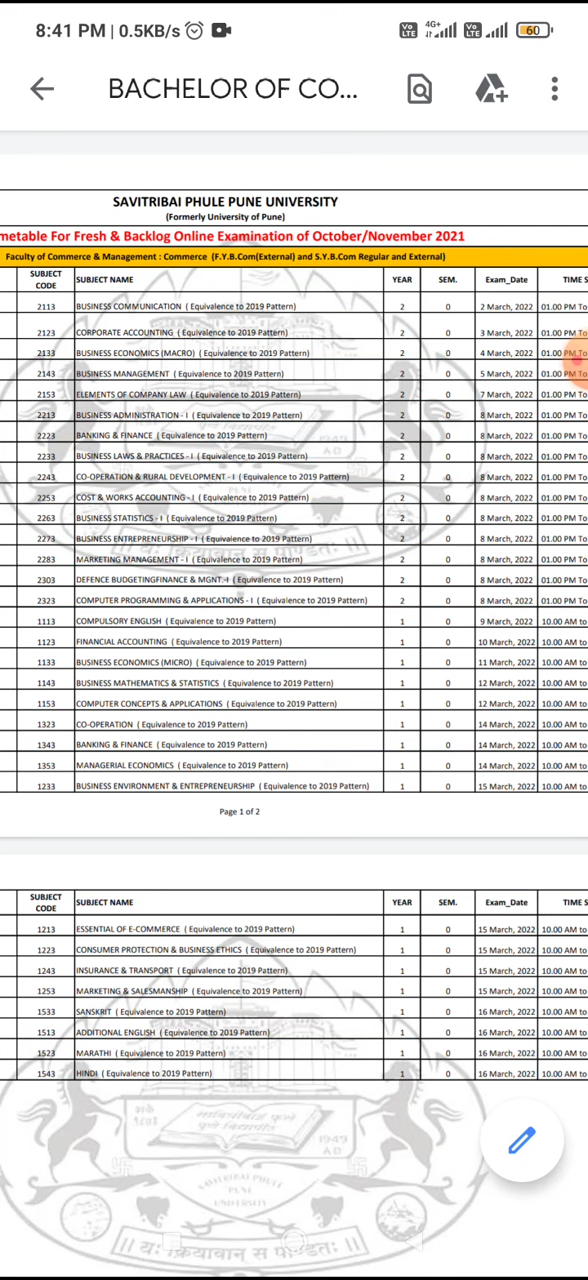 8:41 PM | 0.5KB/s
Vo LTE 4G+ Vo LTE 60
BACHELOR OF CO...
SAVITRIBAI PHULE PUNE UNIVERSITY
(Formerly University of Pune)
metable For Fresh & Backlog Online Examination of October/November 2021
Faculty of Commerce & Management : Commerce (F.Y.B.Com(External) and S.Y.B.Com Regular and External)
SUBJECT CODE SUBJECT NAME YEAR SEM. Exam_Date TIME S
2113 BUSINESS COMMUNICATION ( Equivalence to 2019 Pattern) 2 0 2 March, 2022 01.00 PM To
2123 CORPORATE ACCOUNTING ( Equivalence to 2019 Pattern) 2 0 3 March, 2022 01.00 PM To
2133 BUSINESS ECONOMICS (MACRO) ( Equivalence to 2019 Pattern) 2 0 4 March, 2022 01.00 PM To
2143 BUSINESS MANAGEMENT ( Equivalence to 2019 Pattern) 2 0 5 March, 2022 01.00 PM To
2153 ELEMENTS OF COMPANY LAW ( Equivalence to 2019 Pattern) 2 0 7 March, 2022 01.00 PM To
2213 BUSINESS ADMINISTRATION - I ( Equivalence to 2019 Pattern) 2 0 8 March, 2022 01.00 PM To
2223 BANKING & FINANCE ( Equivalence to 2019 Pattern) 2 0 8 March, 2022 01.00 PM To
2233 BUSINESS LAWS & PRACTICES - I ( Equivalence to 2019 Pattern) 2 0 8 March, 2022 01.00 PM To
2243 CO-OPERATION & RURAL DEVELOPMENT - I ( Equivalence to 2019 Pattern) 2 0 8 March, 2022 01.00 PM To
2253 COST & WORKS ACCOUNTING - I ( Equivalence to 2019 Pattern) 2 0 8 March, 2022 01.00 PM To
2263 BUSINESS STATISTICS - I ( Equivalence to 2019 Pattern) 2 0 8 March, 2022 01.00 PM To
2273 BUSINESS ENTREPRENEURSHIP - I ( Equivalence to 2019 Pattern) 2 0 8 March, 2022 01.00 PM To
2283 MARKETING MANAGEMENT - I ( Equivalence to 2019 Pattern) 2 0 8 March, 2022 01.00 PM To
2303 DEFENCE BUDGETINGFINANCE & MGNT.-I ( Equivalence to 2019 Pattern) 2 0 8 March, 2022 01.00 PM To
2323 COMPUTER PROGRAMMING & APPLICATIONS - I ( Equivalence to 2019 Pattern) 2 0 8 March, 2022 01.00 PM To
1113 COMPULSORY ENGLISH ( Equivalence to 2019 Pattern) 1 0 9 March, 2022 10.00 AM to
1123 FINANCIAL ACCOUNTING ( Equivalence to 2019 Pattern) 1 0 10 March, 2022 10.00 AM to
1133 BUSINESS ECONOMICS (MICRO) ( Equivalence to 2019 Pattern) 1 0 11 March, 2022 10.00 AM to
1143 BUSINESS MATHEMATICS & STATISTICS ( Equivalence to 2019 Pattern) 1 0 12 March, 2022 10.00 AM to
1153 COMPUTER CONCEPTS & APPLICATIONS ( Equivalence to 2019 Pattern) 1 0 12 March, 2022 10.00 AM to
1323 CO-OPERATION ( Equivalence to 2019 Pattern) 1 0 14 March, 2022 10.00 AM to
1343 BANKING & FINANCE ( Equivalence to 2019 Pattern) 1 0 14 March, 2022 10.00 AM to
1353 MANAGERIAL ECONOMICS ( Equivalence to 2019 Pattern) 1 0 14 March, 2022 10.00 AM to
1233 BUSINESS ENVIRONMENT & ENTREPRENEURSHIP ( Equivalence to 2019 Pattern) 1 0 15 March, 2022 10.00 AM to
Page 1 of 2
SUBJECT CODE SUBJECT NAME YEAR SEM. Exam_Date TIME S
1213 ESSENTIAL OF E-COMMERCE ( Equivalence to 2019 Pattern) 1 0 15 March, 2022 10.00 AM to
1223 CONSUMER PROTECTION & BUSINESS ETHICS ( Equivalence to 2019 Pattern) 1 0 15 March, 2022 10.00 AM to
1243 INSURANCE & TRANSPORT ( Equivalence to 2019 Pattern) 1 0 15 March, 2022 10.00 AM to
1253 MARKETING & SALESMANSHIP ( Equivalence to 2019 Pattern) 1 0 15 March, 2022 10.00 AM to
1533 SANSKRIT ( Equivalence to 2019 Pattern) 1 0 16 March, 2022 10.00 AM to
1513 ADDITIONAL ENGLISH ( Equivalence to 2019 Pattern) 1 0 16 March, 2022 10.00 AM to
1523 MARATHI ( Equivalence to 2019 Pattern) 1 0 16 March, 2022 10.00 AM to
1543 HINDI ( Equivalence to 2019 Pattern) 1 0 16 March, 2022 10.00 AM to
1949
AD
SAVITRIBAI PHULE
PUNE
UNIVERSITY
|| यः क्रियावान् स पण्डितः ||